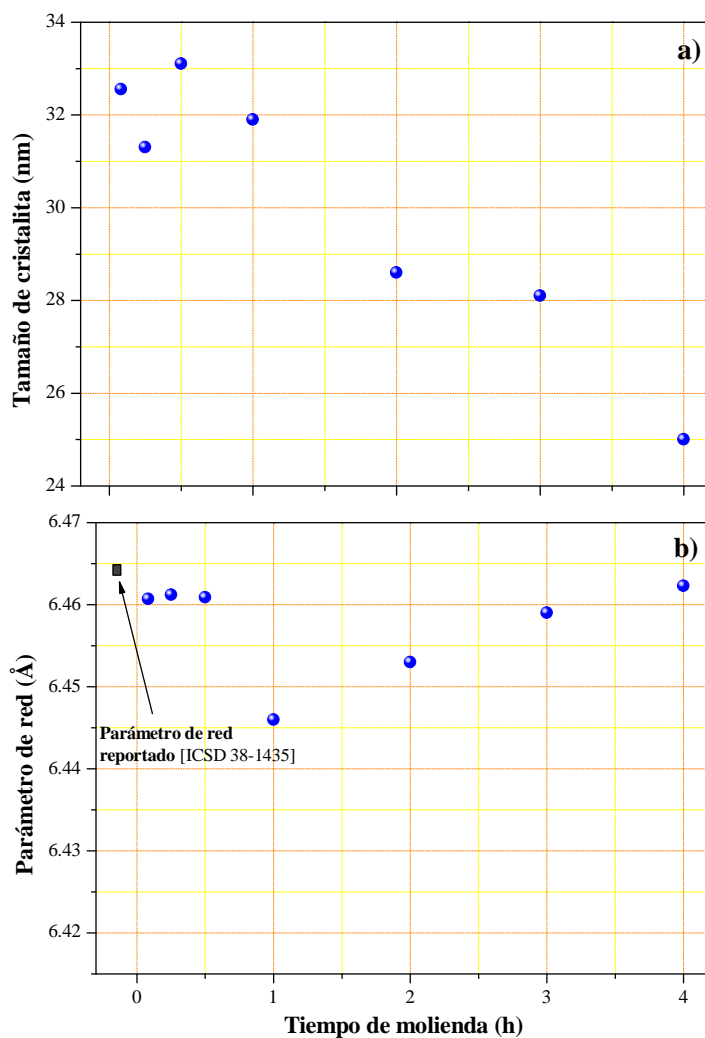 34
a)
32
30
28
26
24
Tamaño de cristalita (nm)
6.47
b)
6.46
6.45
6.44
6.43
6.42
Parámetro de red (Å)
Parámetro de red
reportado [ICSD 38-1435]
0 1 2 3 4
Tiempo de molienda (h)